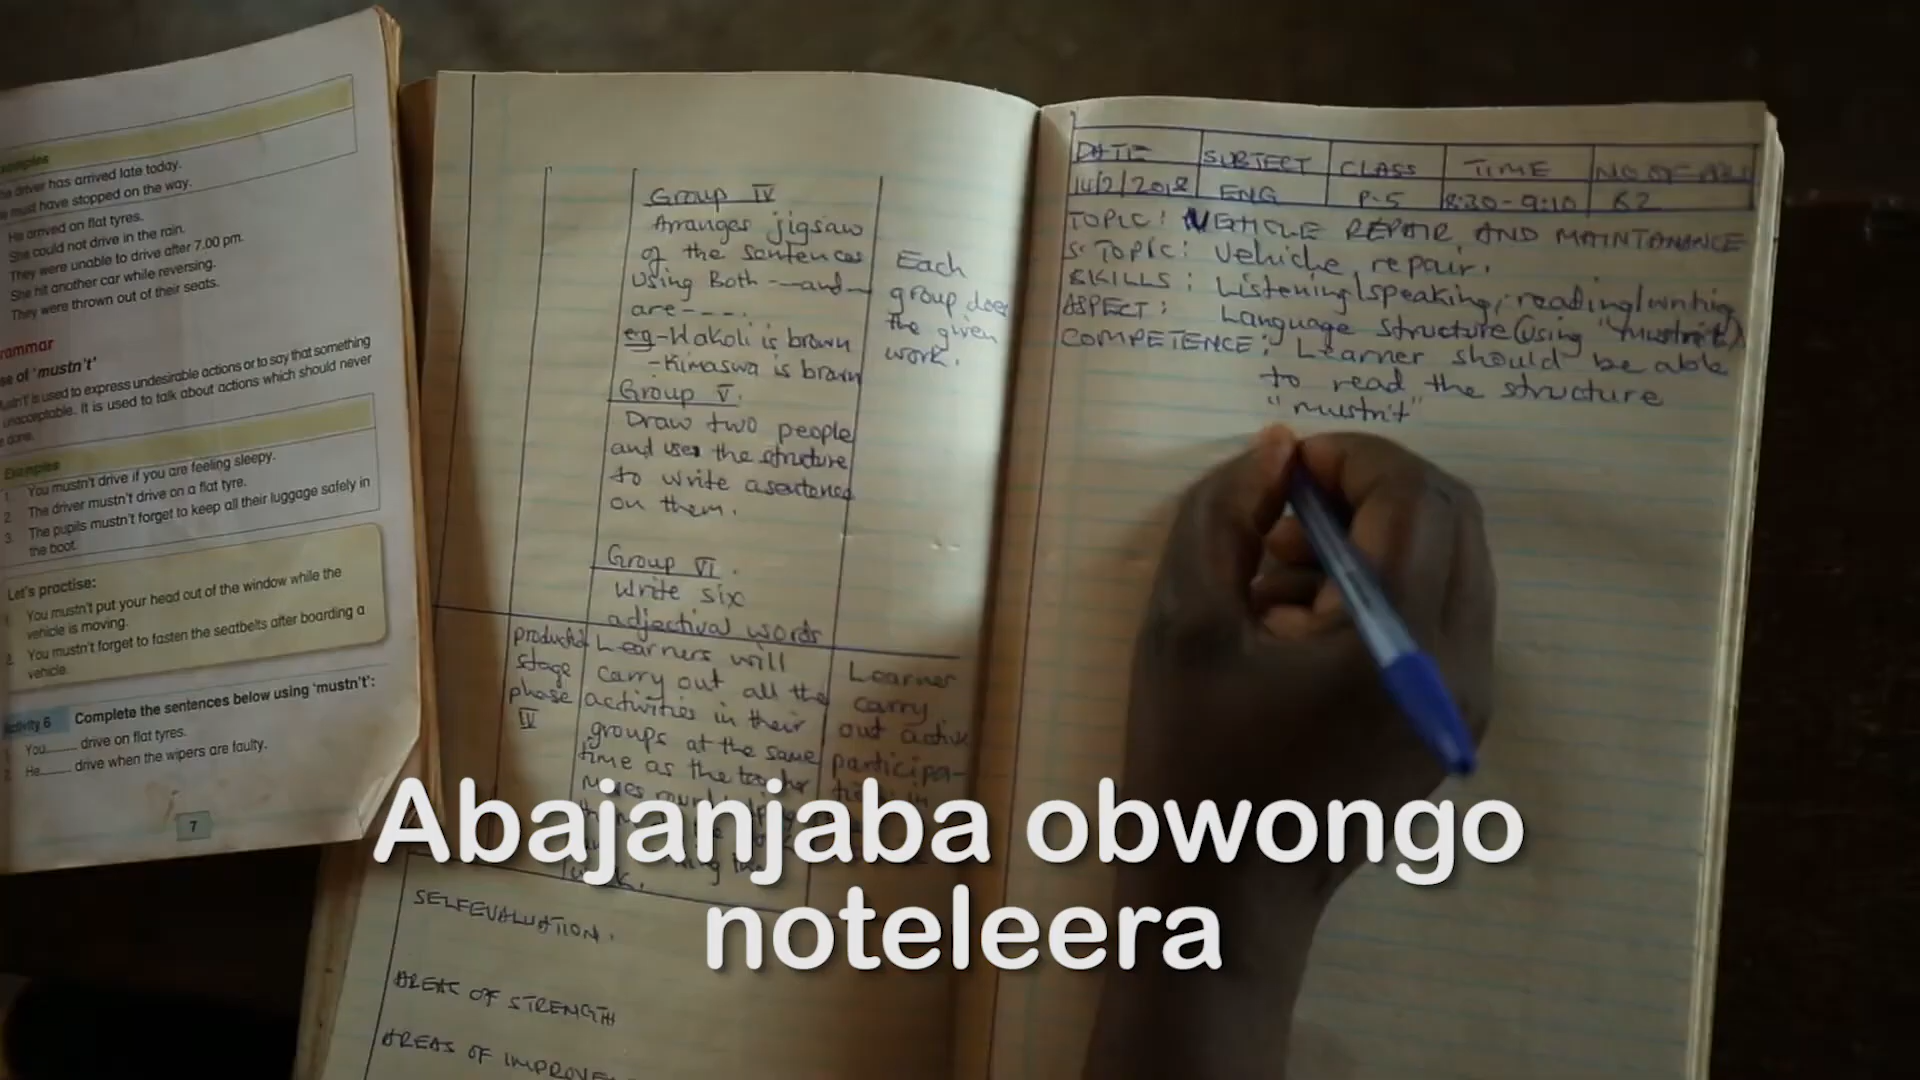 Examples
he driver has arrived late today.
must have stopped on the way.
He arrived on flat tyres.
She could not drive in the rain.
They were unable to drive after 7.00 pm.
She hit another car while reversing.
They were thrown out of their seats.
rammar
se of 'mustn't'
ustn't is used to express undesirable actions or to say that something
unacceptable. It is used to talk about actions which should never
done.
Examples
1. You mustn't drive if you are feeling sleepy.
2. The driver mustn't drive on a flat tyre.
3. The pupils mustn't forget to keep all their luggage safely in
the boot.
Let's practise:
1. You mustn't put your head out of the window while the
vehicle is moving.
2. You mustn't forget to fasten the seatbelts after boarding a
vehicle.
Activity 6 Complete the sentences below using 'mustn't':
1. You____ drive on flat tyres.
2. He____ drive when the wipers are faulty.
7
Group IV
Arranges jigsaw
of the sentences
using Both ---and---
are ----.
eg-Wakoli is brown
-Kimaswa is brown
Group V.
Draw two people
and uses the structure
to write a sentence
on them.
Group VI.
Write six
adjectival words
Each
group does
the given
work.
stage
phase
IV
Learners will
carry out all the
activities in their
groups at the same
time as the
Learner
carry
out active
participa-
SELFEVALUATION.
AREAS OF STRENGTH
AREAS OF
DATE SUBJECT CLASS TIME NO OF
14/2/2018 ENG P.5 8:30-9:10 62
TOPIC: VEHICLE REPAIR AND MAINTANANCE
S. TOPIC: Vehicle repair.
SKILLS: Listening/speaking/reading/writing
ASPECT: Language structure (using "mustn't)
COMPETENCE: Learner should be able
to read the structure
"mustn't"
Abajanjaba obwongo
noteleera